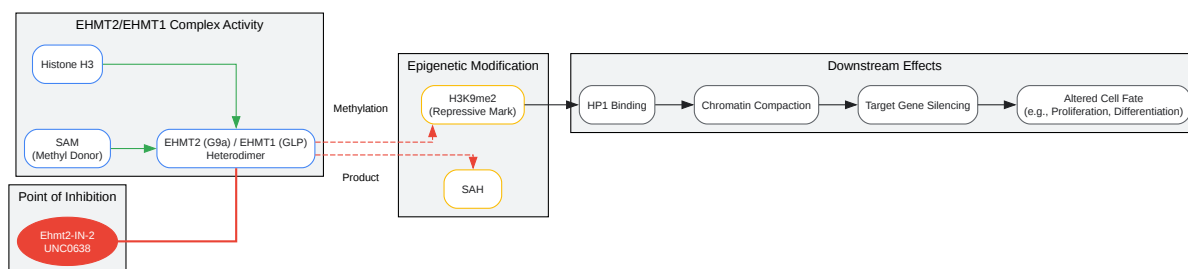 EHMT2/EHMT1 Complex Activity
Histone H3
SAM
(Methyl Donor)
EHMT2 (G9a) / EHMT1 (GLP)
Heterodimer
Point of Inhibition
Ehmt2-IN-2
UNC0638
Methylation
Product
Epigenetic Modification
H3K9me2
(Repressive Mark)
SAH
Downstream Effects
HP1 Binding
Chromatin Compaction
Target Gene Silencing
Altered Cell Fate
(e.g., Proliferation, Differentiation)